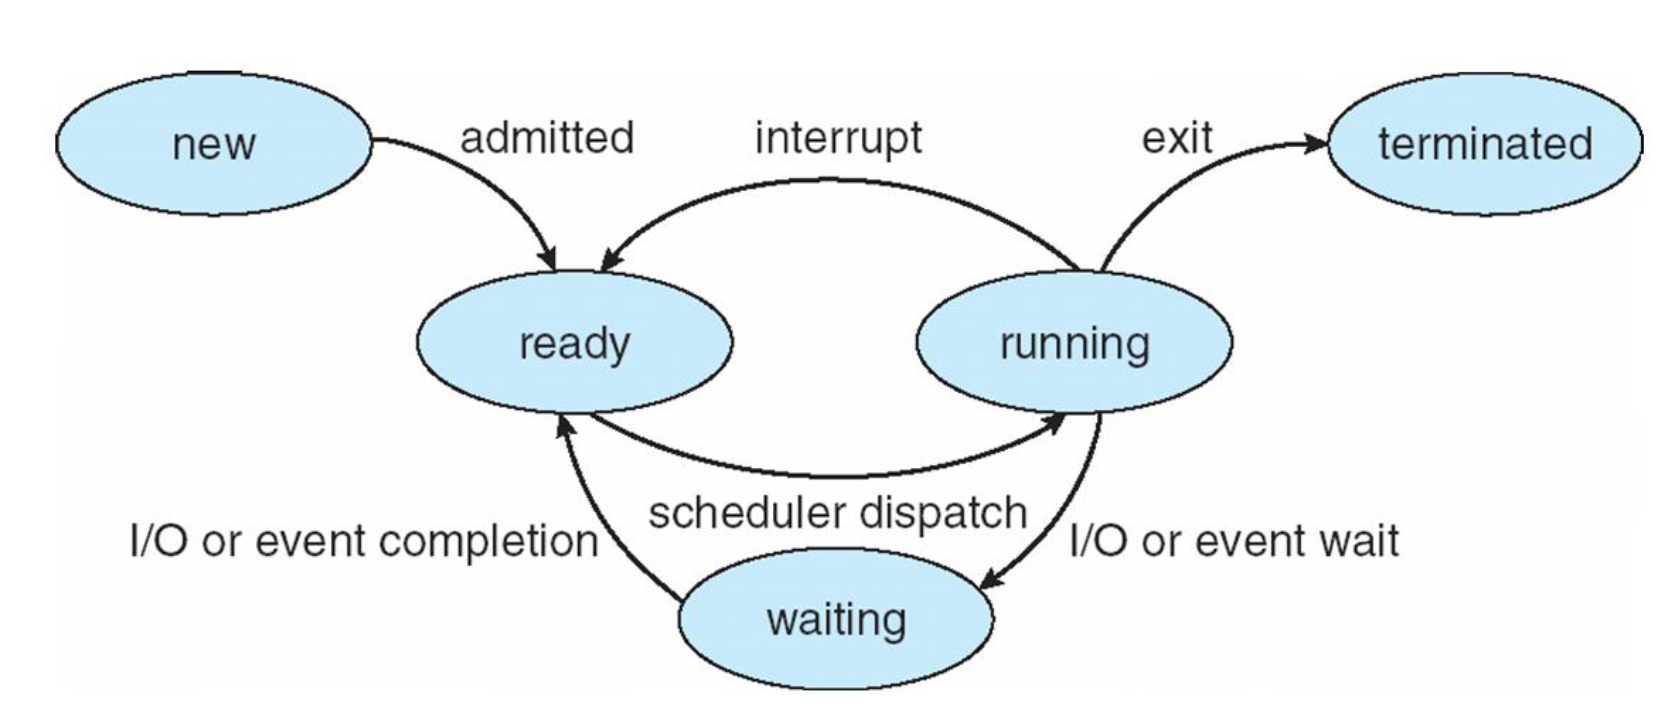 new
admitted
interrupt
exit
terminated
ready
running
scheduler dispatch
I/O or event completion
I/O or event wait
waiting